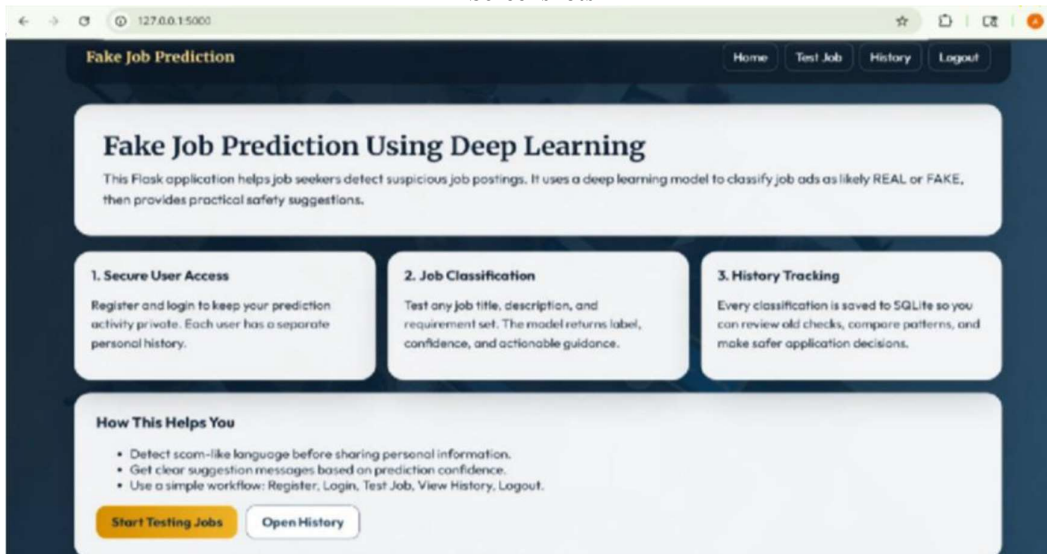 127.0.0.1:5000
Fake Job Prediction
Home
Test Job
History
Logout
Fake Job Prediction Using Deep Learning
This Flask application helps job seekers detect suspicious job postings. It uses a deep learning model to classify job ads as likely REAL or FAKE,
then provides practical safety suggestions.
1. Secure User Access
Register and login to keep your prediction
activity private. Each user has a separate
personal history.
2. Job Classification
Test any job title, description, and
requirement set. The model returns label,
confidence, and actionable guidance.
3. History Tracking
Every classification is saved to SQLite so you
can review old checks, compare patterns, and
make safer application decisions.
How This Helps You
• Detect scam-like language before sharing personal information.
• Get clear suggestion messages based on prediction confidence.
• Use a simple workflow: Register, Login, Test Job, View History, Logout.
Start Testing Jobs
Open History